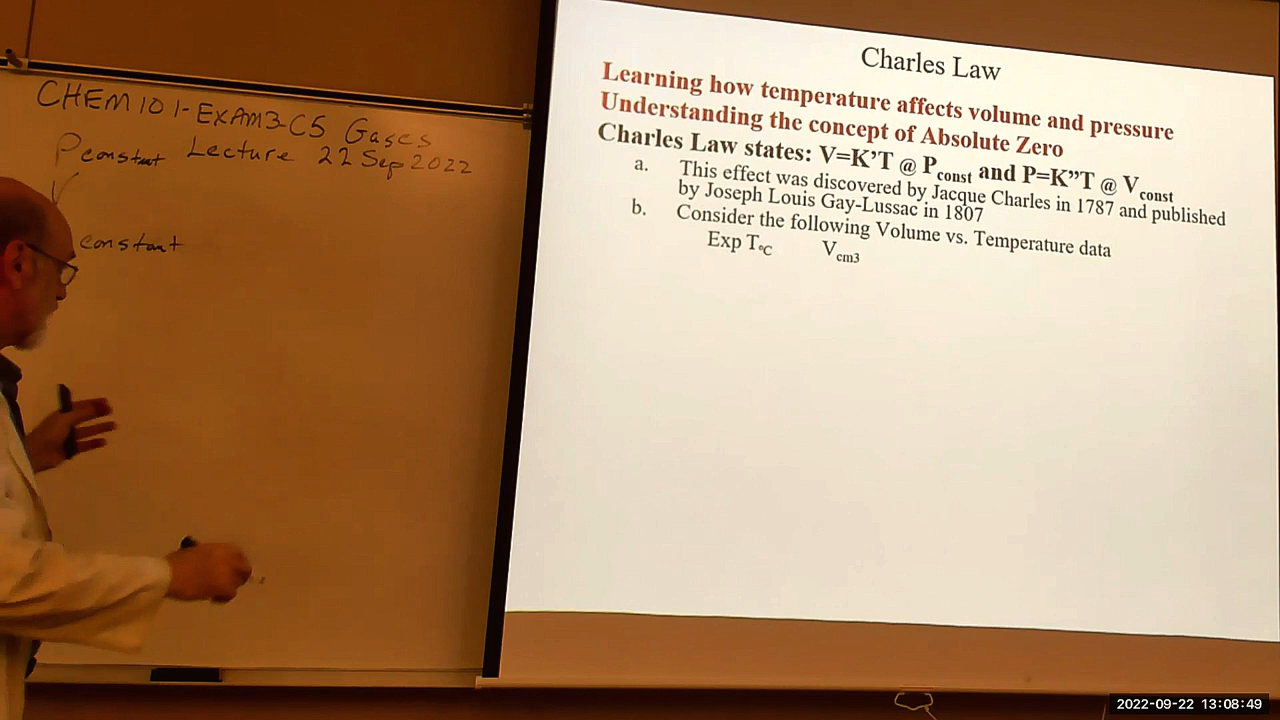 CHEM 101-EXAM3-C5 Gases
Pconstant Lecture 22 Sep 2022
V
constant
Charles Law
Learning how temperature affects volume and pressure
Understanding the concept of Absolute Zero
Charles Law states: V=K’T @ Pconst and P=K”T @ Vconst
a. This effect was discovered by Jacque Charles in 1787 and published
by Joseph Louis Gay-Lussac in 1807
b. Consider the following Volume vs. Temperature data
Exp T°C Vcm3
2022-09-22 13:08:49